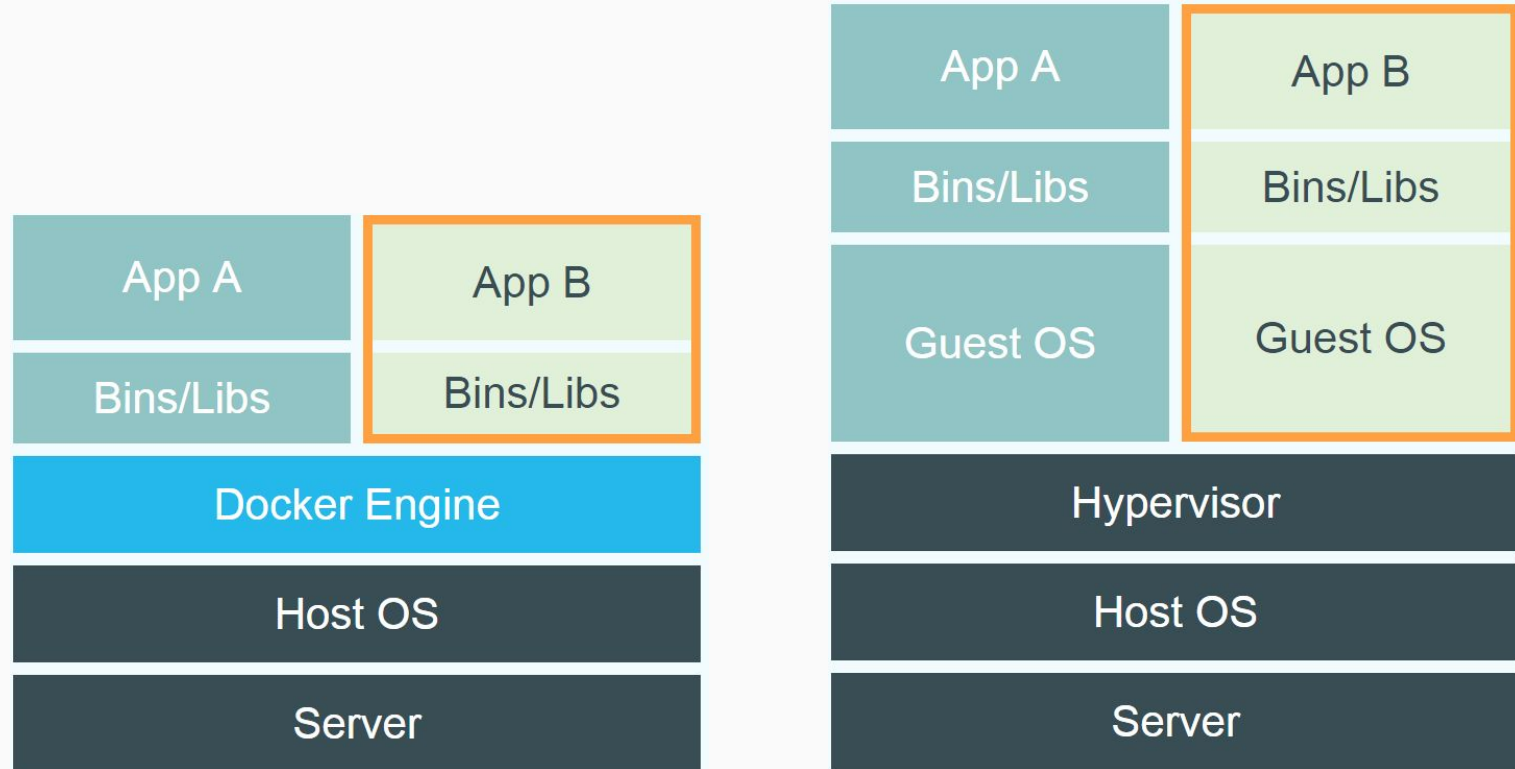 App A
App B
Bins/Libs
Bins/Libs
Docker Engine
Host OS
Server
App A
App B
Bins/Libs
Bins/Libs
Guest OS
Guest OS
Hypervisor
Host OS
Server